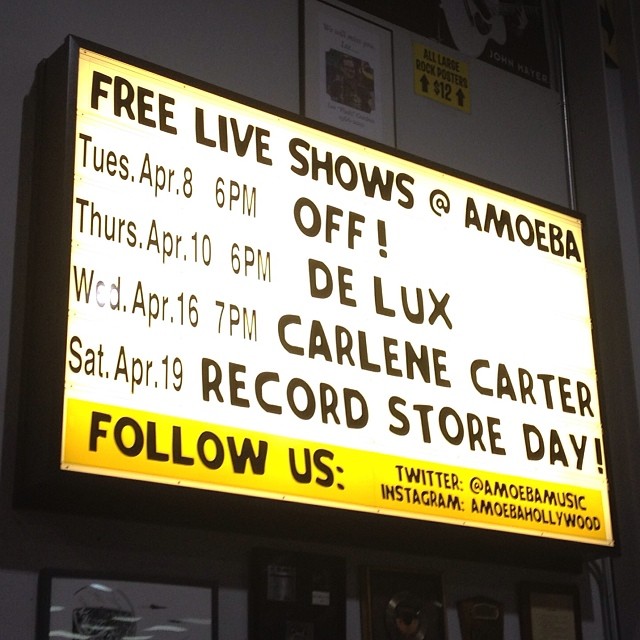 JOHN MAYER
ALL LARGE
ROCK POSTERS
$12
FREE LIVE SHOWS @ AMOEBA
Tues. Apr. 8 6PM OFF!
Thurs. Apr. 10 6PM DE LUX
Wed. Apr. 16 7PM CARLENE CARTER
Sat. Apr. 19 RECORD STORE DAY!
FOLLOW US:
TWITTER: @AMOEBAMUSIC
INSTAGRAM: AMOEBAHOLLYWOOD